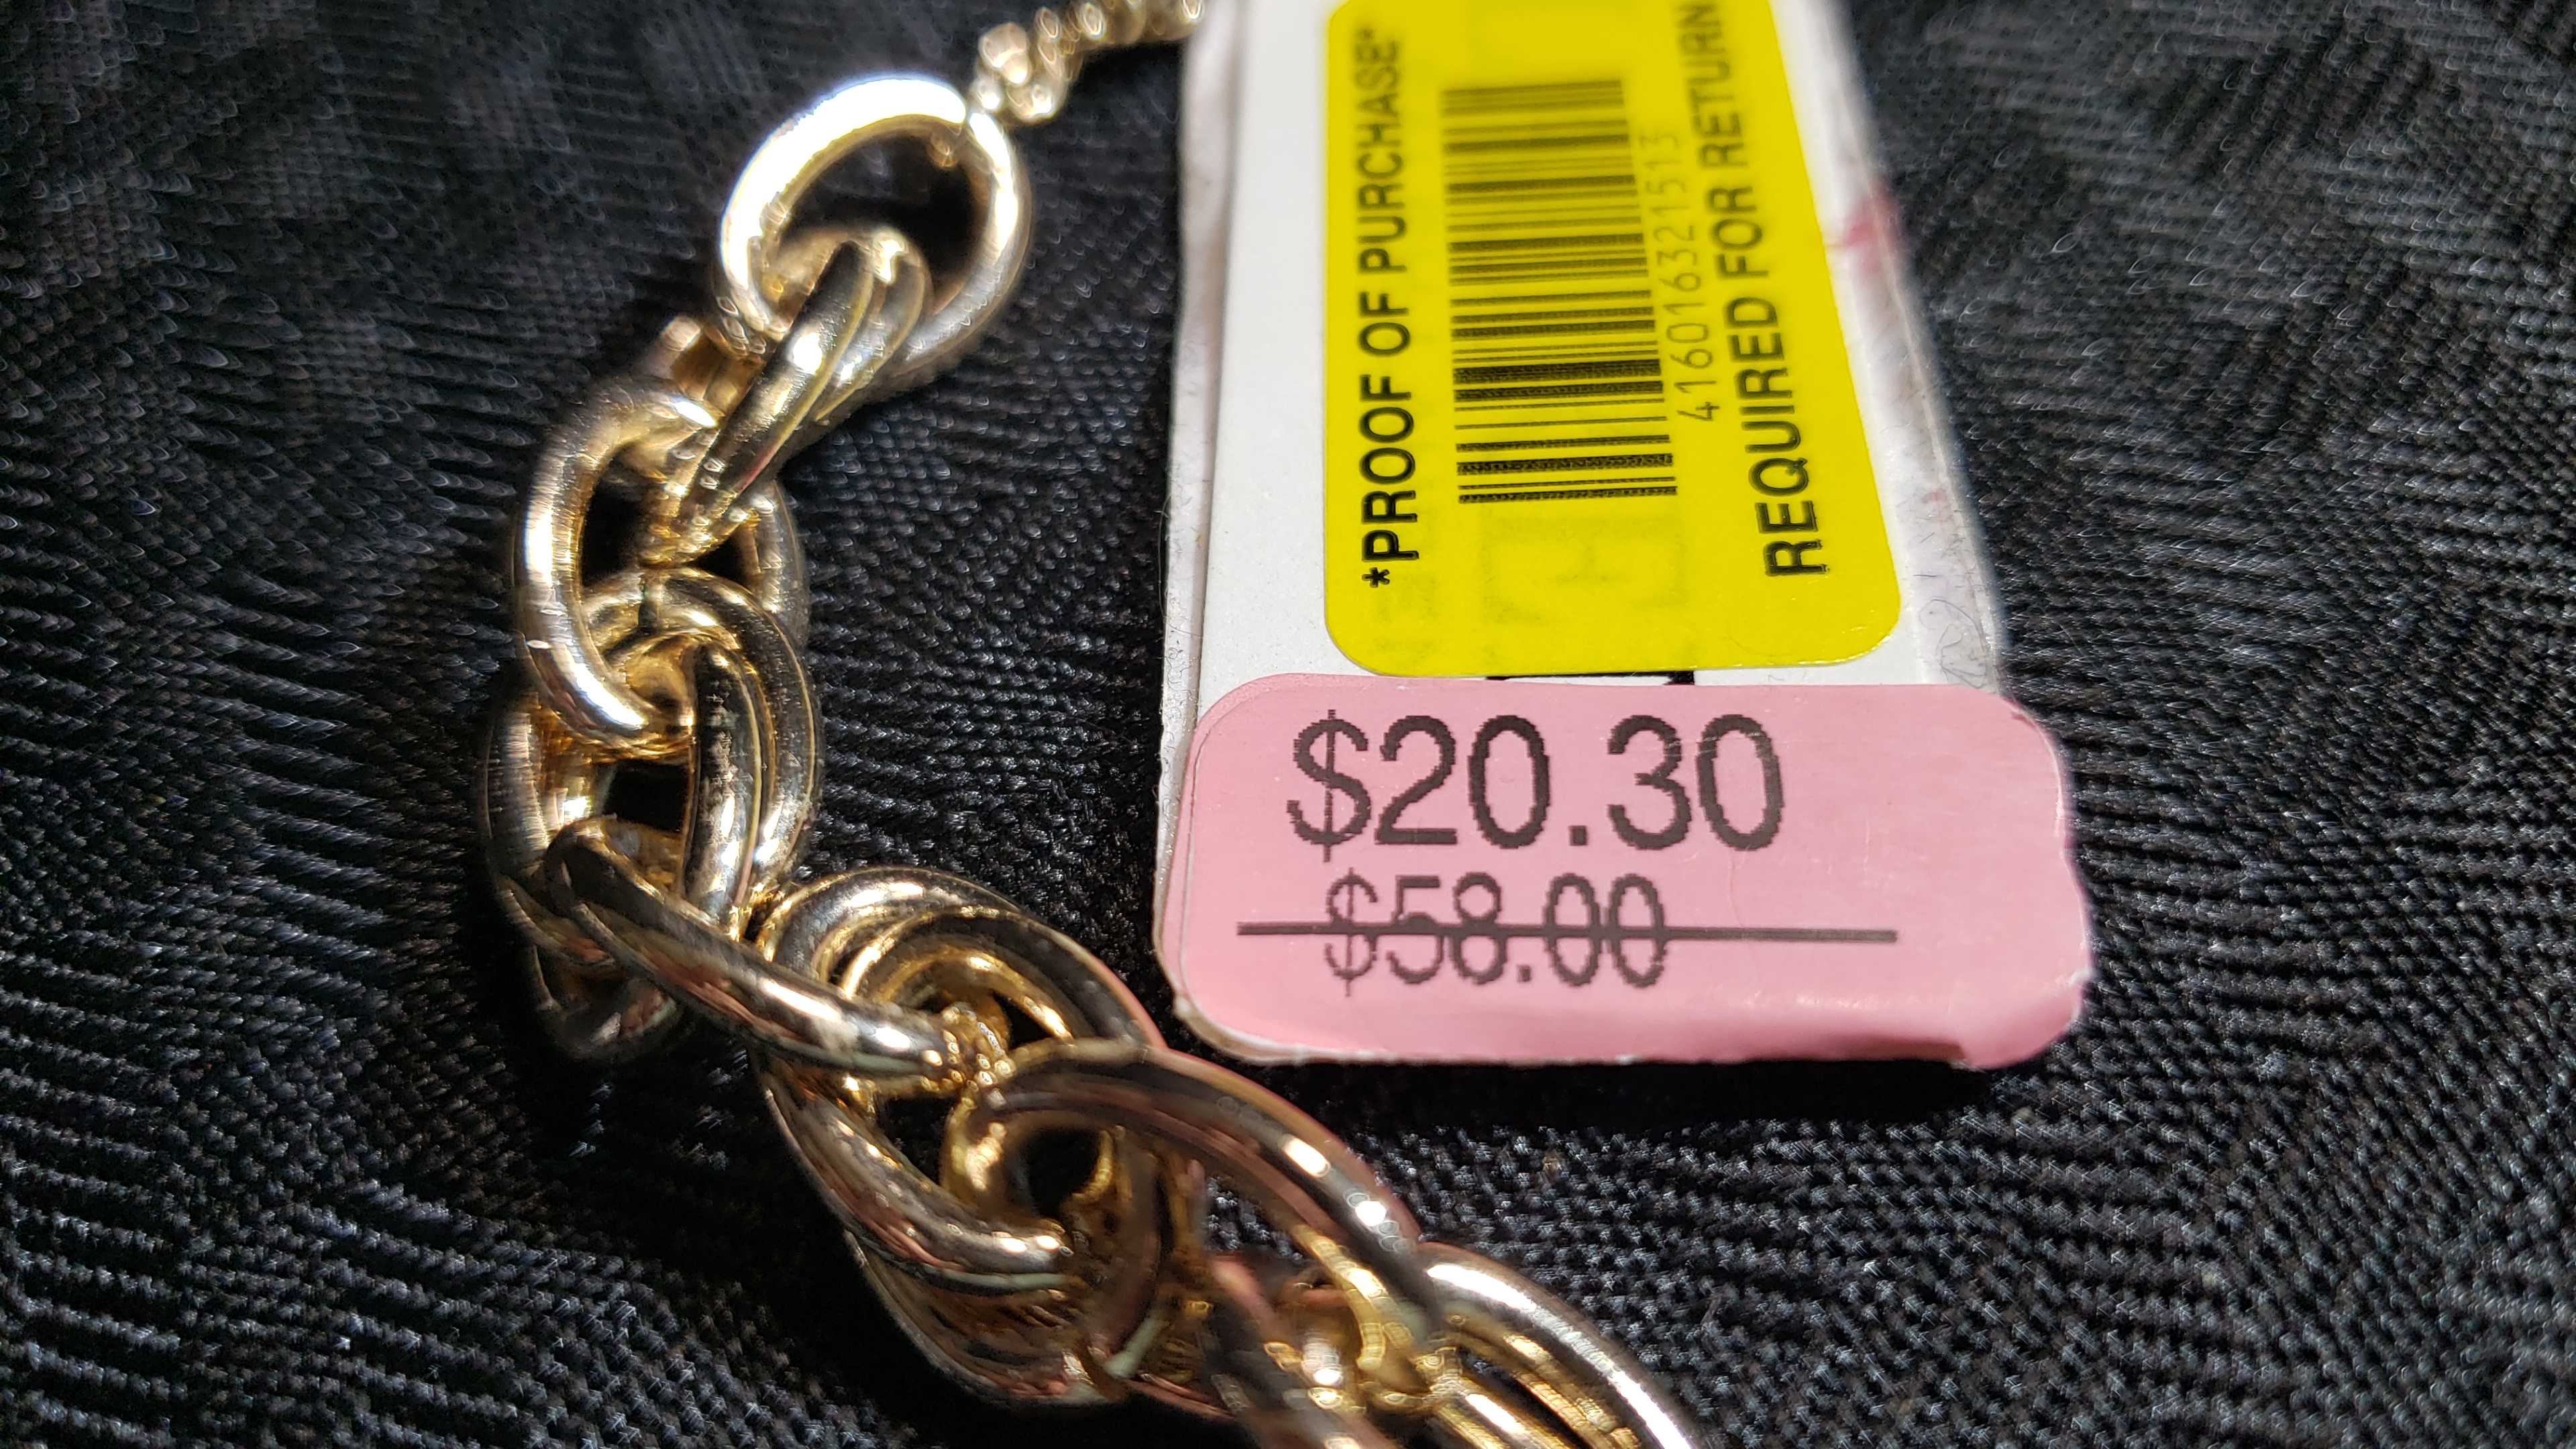 *PROOF OF PURCHASE*
416016321513
REQUIRED FOR RETURN
$20.30
$58.00